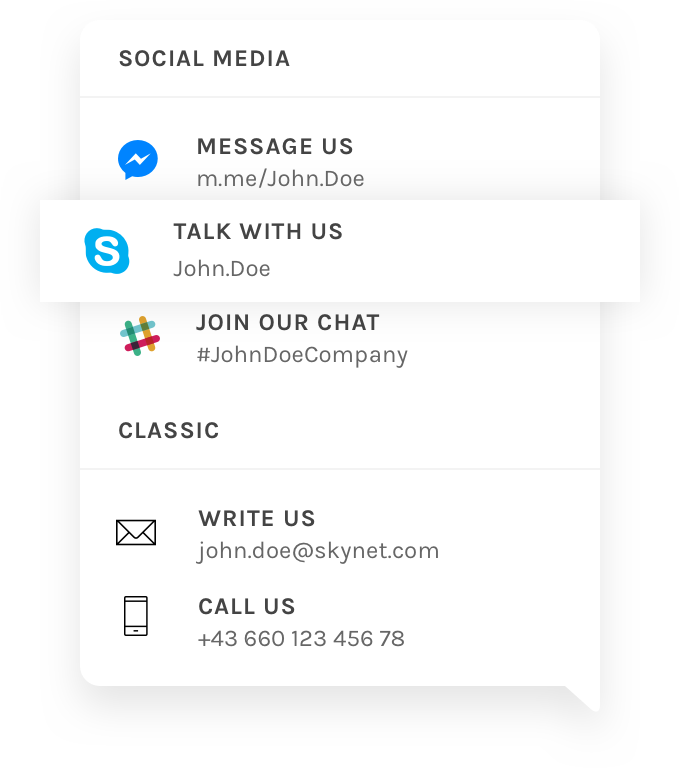 SOCIAL MEDIA
MESSAGE US
m.me/John.Doe
S
TALK WITH US
John.Doe
JOIN OUR CHAT
#JohnDoeCompany
CLASSIC
WRITE US
john.doe@skynet.com
CALL US
+43 660 123 456 78